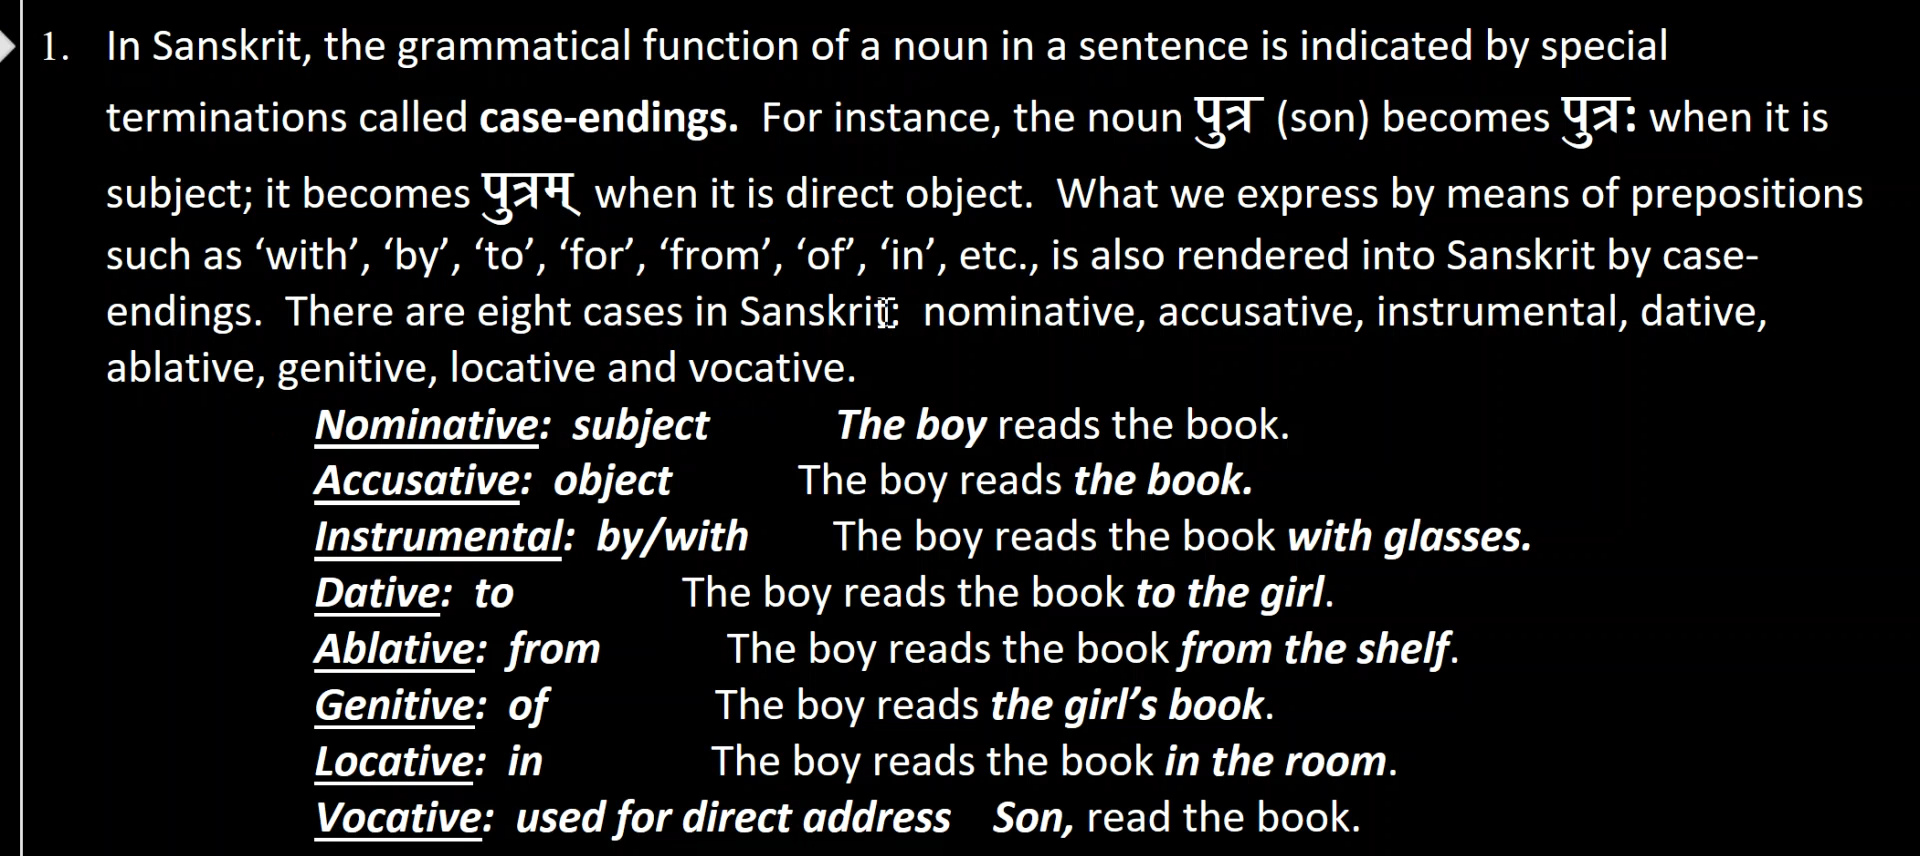 1. In Sanskrit, the grammatical function of a noun in a sentence is indicated by special
terminations called case-endings. For instance, the noun पुत्र (son) becomes पुत्र: when it is
subject; it becomes पुत्रम् when it is direct object. What we express by means of prepositions
such as ‘with’, ‘by’, ‘to’, ‘for’, ‘from’, ‘of’, ‘in’, etc., is also rendered into Sanskrit by case-
endings. There are eight cases in Sanskrit: nominative, accusative, instrumental, dative,
ablative, genitive, locative and vocative.
Nominative: subject The boy reads the book.
Accusative: object The boy reads the book.
Instrumental: by/with The boy reads the book with glasses.
Dative: to The boy reads the book to the girl.
Ablative: from The boy reads the book from the shelf.
Genitive: of The boy reads the girl’s book.
Locative: in The boy reads the book in the room.
Vocative: used for direct address Son, read the book.